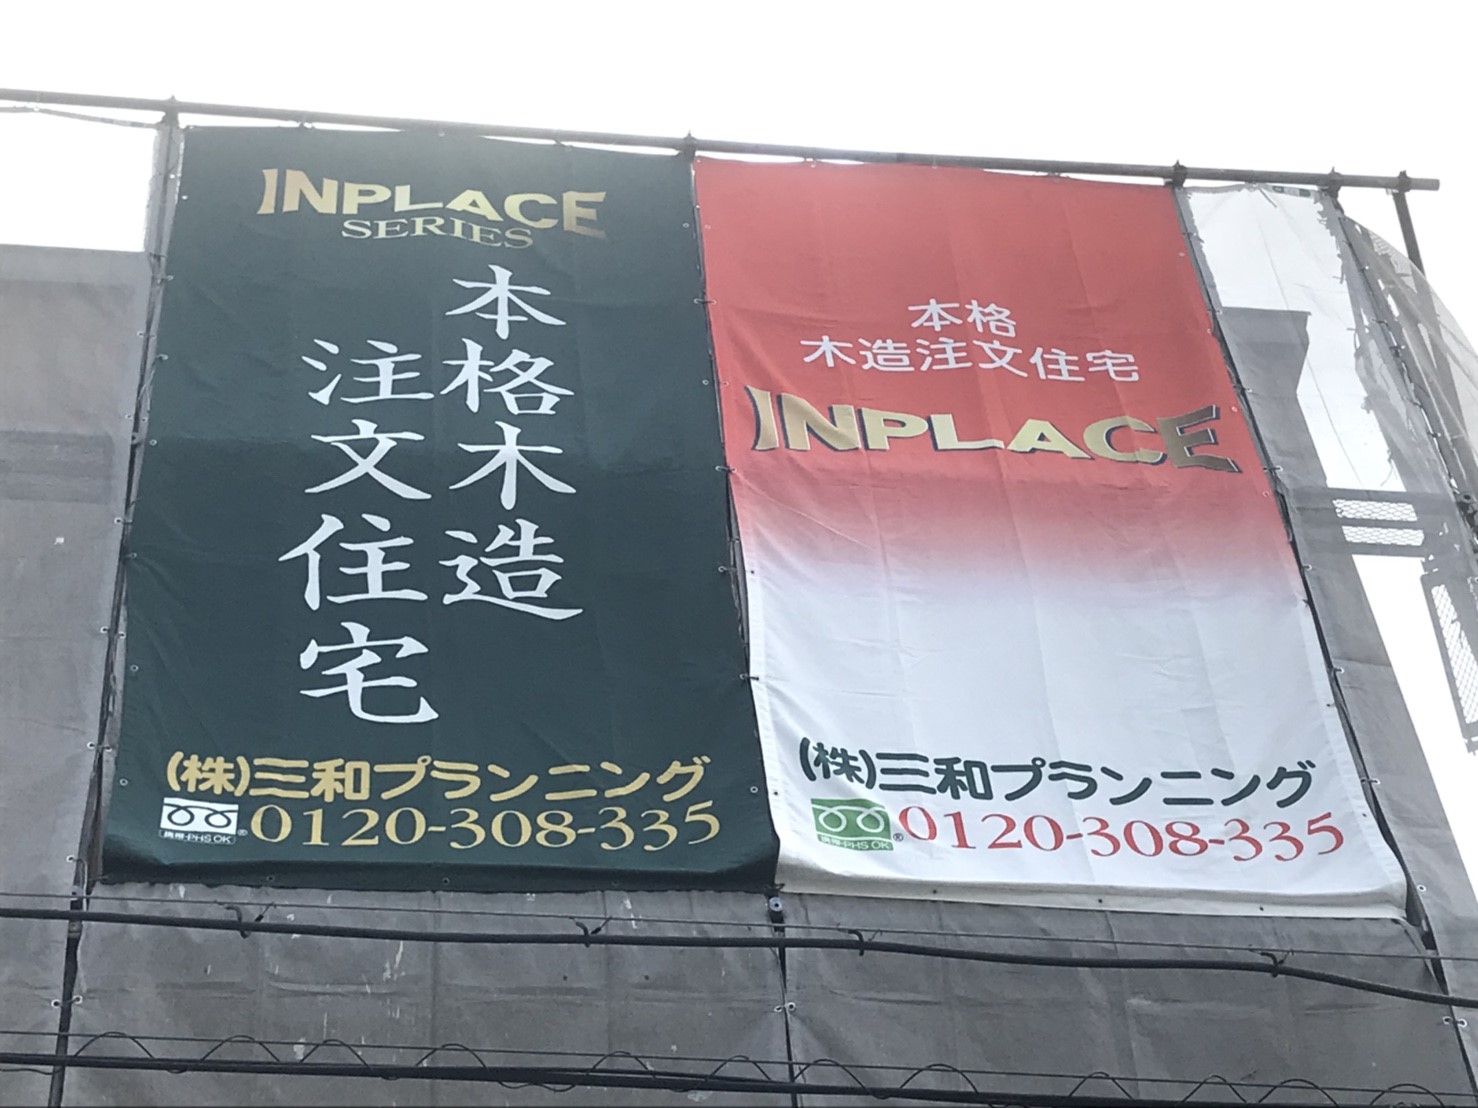 INPLACE
SERIES
本格木造
注文住宅
(株)三和プランニング
携帯・PHS OK
0120-308-335
本格
木造注文住宅
INPLACE
(株)三和プランニング
携帯・PHS OK
0120-308-335